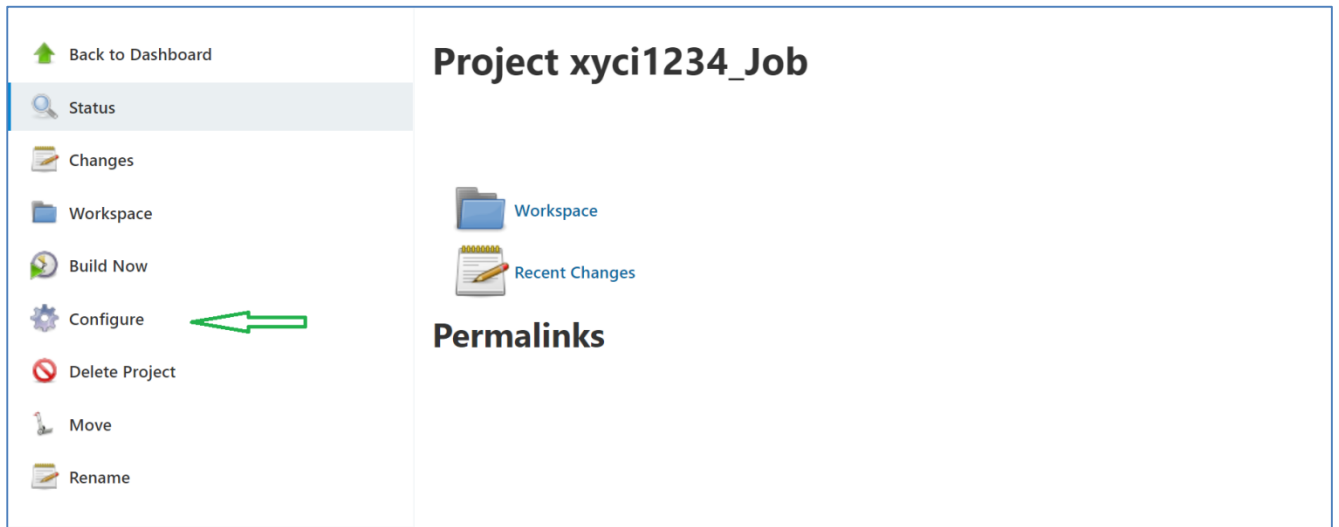 Back to Dashboard
Status
Changes
Workspace
Build Now
Configure
Delete Project
Move
Rename
Project xyci1234_Job
Workspace
Recent Changes
Permalinks